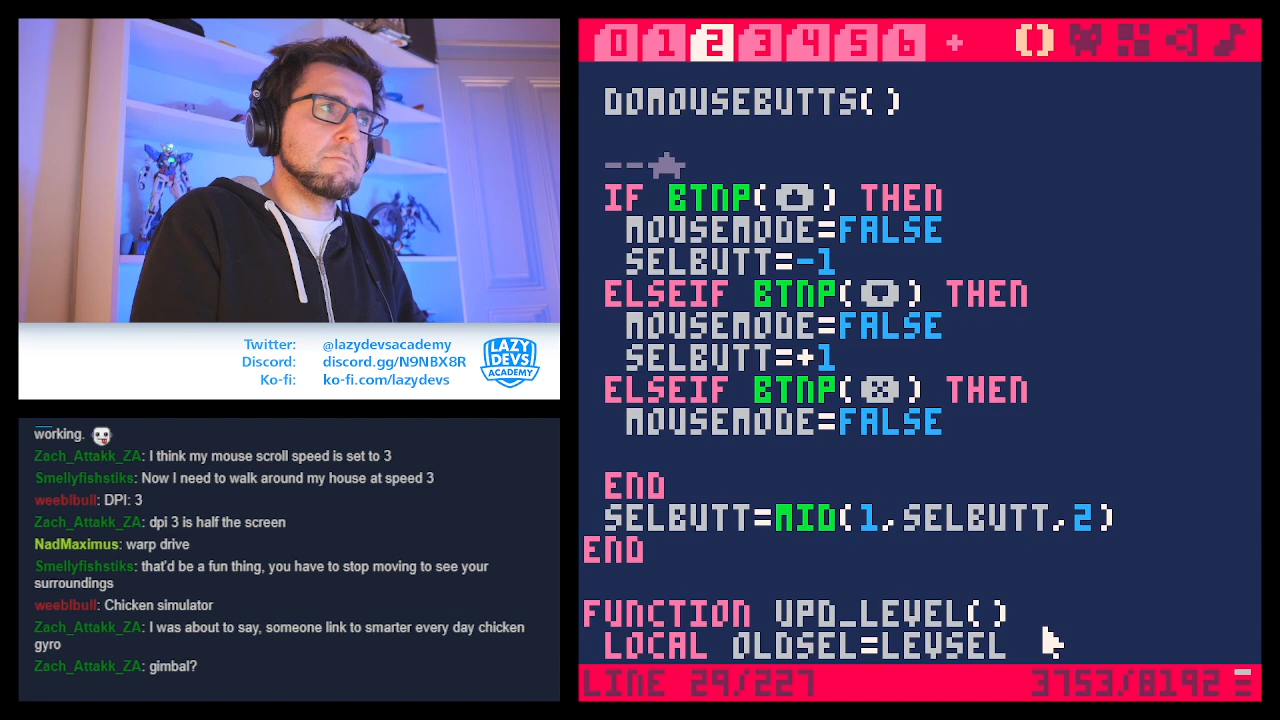 Twitter: @lazydevsacademy
Discord: discord.gg/N9NBX8R
Ko-fi: ko-fi.com/lazydevs
LAZY
DEVS
ACADEMY
working.
Zach_Attakk_ZA: I think my mouse scroll speed is set to 3
Smellyfishstiks: Now I need to walk around my house at speed 3
weeblbull: DPI: 3
Zach_Attakk_ZA: dpi 3 is half the screen
NadMaximus: warp drive
Smellyfishstiks: that'd be a fun thing, you have to stop moving to see your
surroundings
weeblbull: Chicken simulator
Zach_Attakk_ZA: I was about to say, someone link to smarter every day chicken
gyro
Zach_Attakk_ZA: gimbal?
0 1 2 3 4 5 6 + ()
DOMOUSEBUTTS()
--
IF BTNP(⬆️) THEN
MOUSEMODE=FALSE
SELBUTT=-1
ELSEIF BTNP(⬇️) THEN
MOUSEMODE=FALSE
SELBUTT=+1
ELSEIF BTNP(❎) THEN
MOUSEMODE=FALSE
END
SELBUTT=MID(1,SELBUTT,2)
END
FUNCTION UPD_LEVEL()
LOCAL OLDSEL=LEVSEL
LINE 29/227 3753/8192